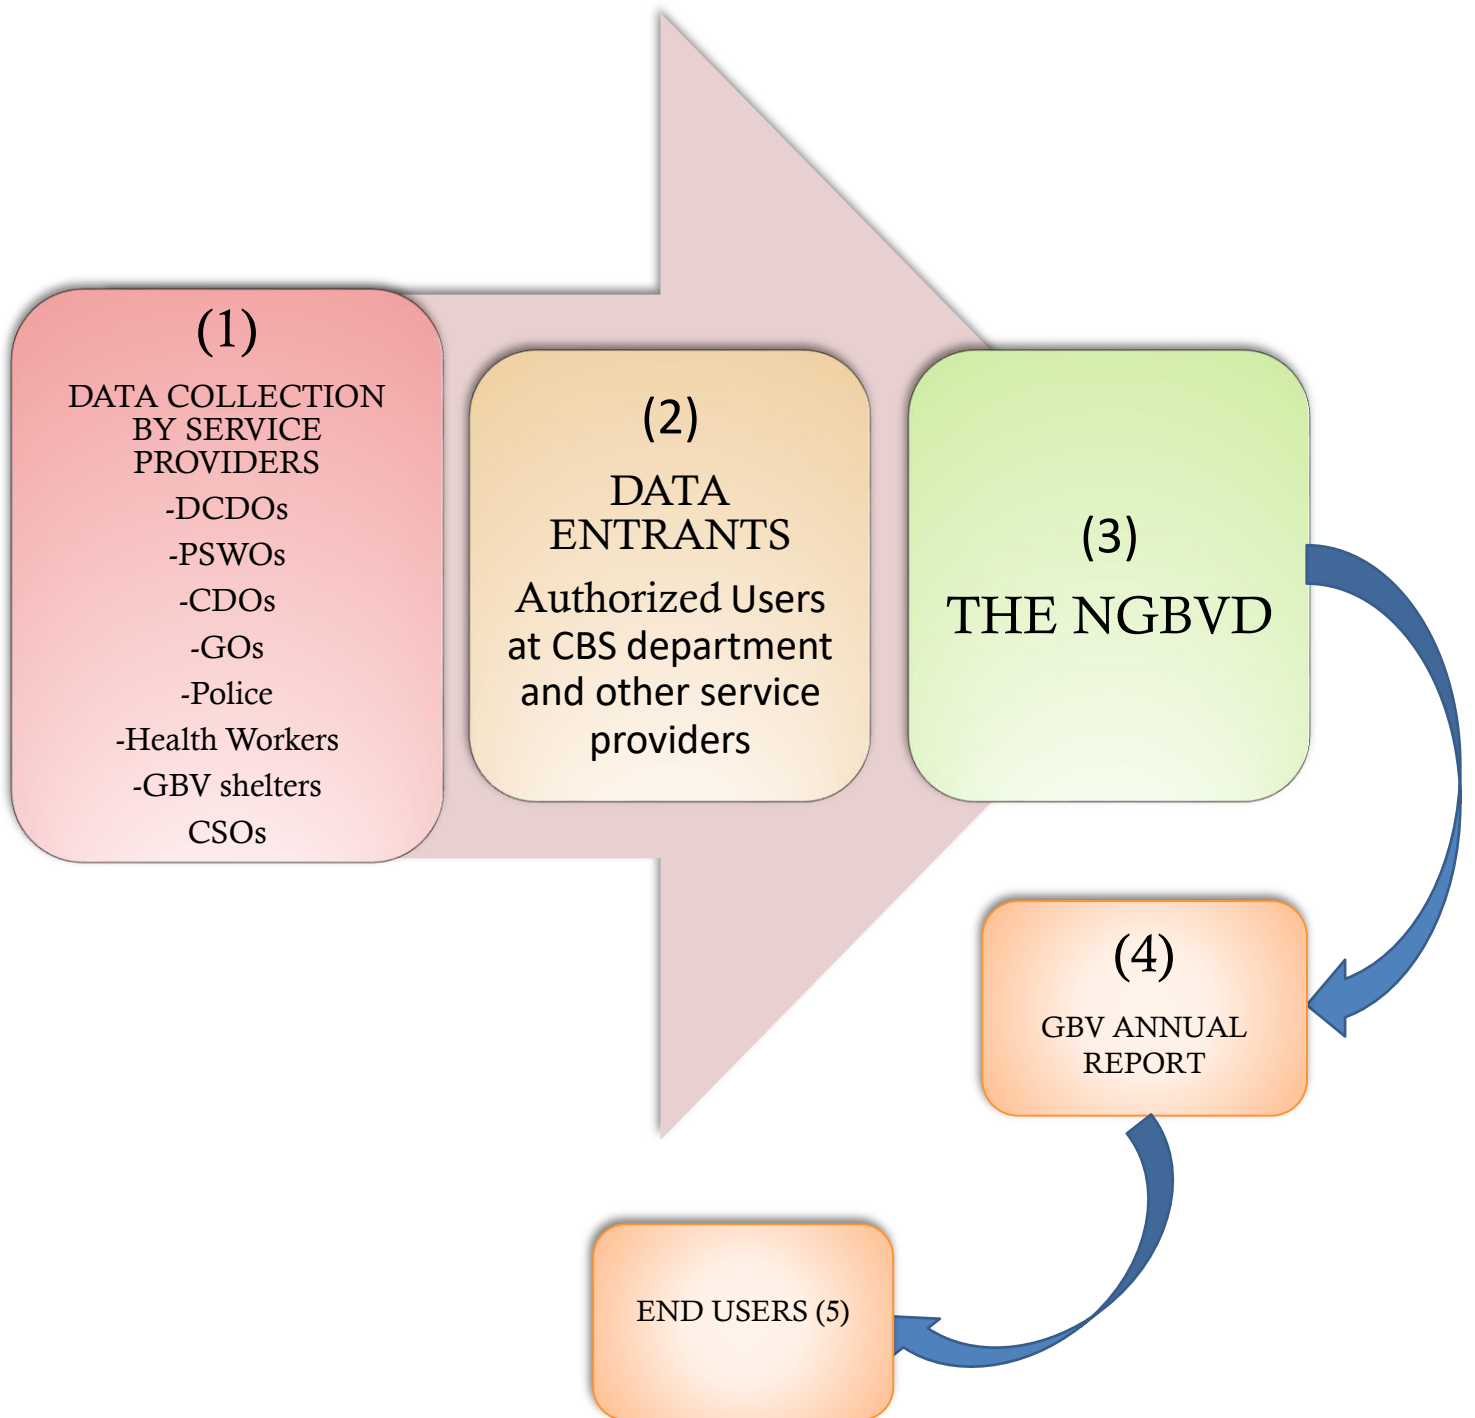 (1)
DATA COLLECTION
BY SERVICE
PROVIDERS
-DCDOs
-PSWOs
-CDOs
-GOs
-Police
-Health Workers
-GBV shelters
CSOs
(2)
DATA
ENTRANTS
Authorized Users
at CBS department
and other service
providers
(3)
THE NGBVD
(4)
GBV ANNUAL
REPORT
END USERS (5)